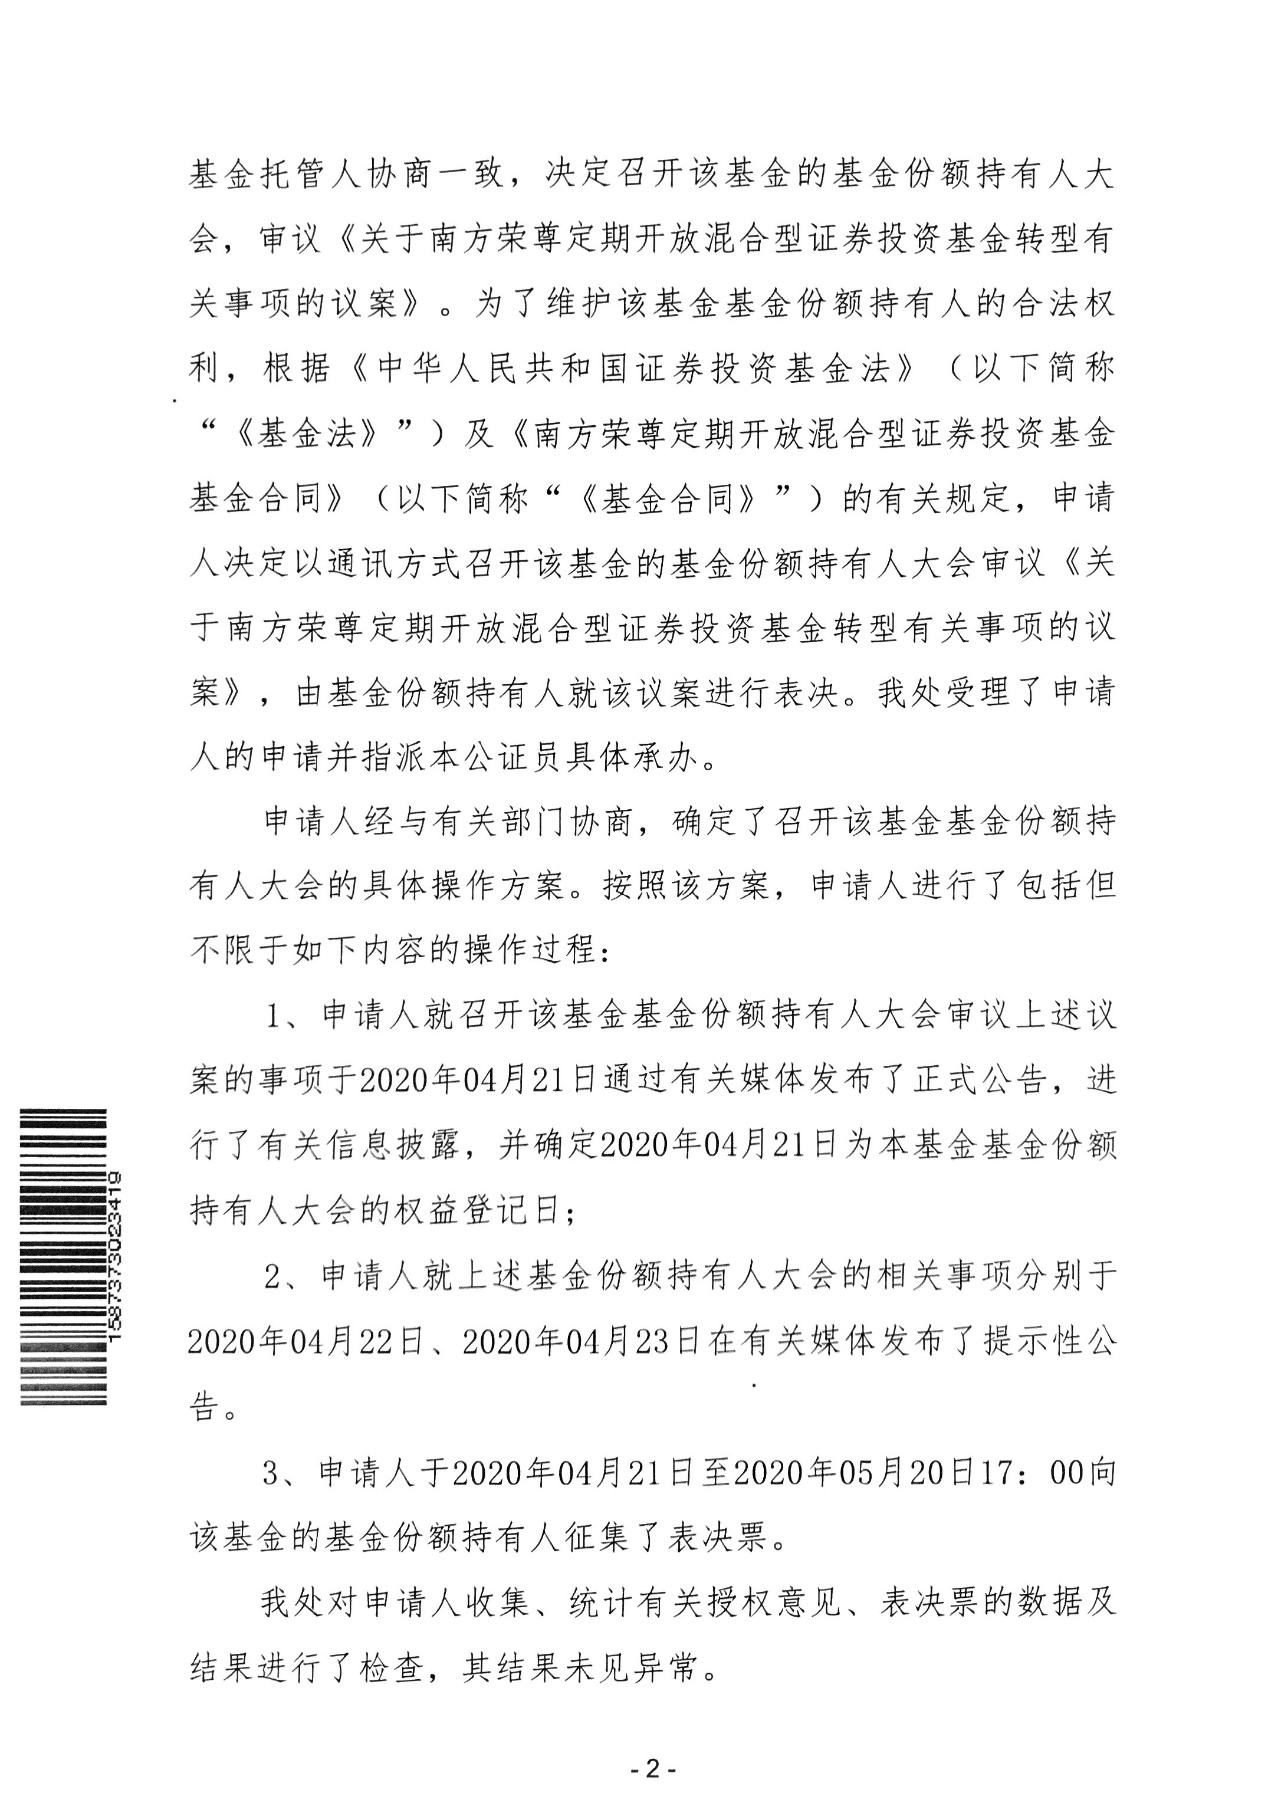 基金托管人协商一致，决定召开该基金的基金份额持有人大
会，审议《关于南方荣尊定期开放混合型证券投资基金转型有
关事项的议案》。为了维护该基金基金份额持有人的合法权
利，根据《中华人民共和国证券投资基金法》（以下简称
“《基金法》”）及《南方荣尊定期开放混合型证券投资基金
基金合同》（以下简称“《基金合同》”）的有关规定，申请
人决定以通讯方式召开该基金的基金份额持有人大会审议《关
于南方荣尊定期开放混合型证券投资基金转型有关事项的议
案》，由基金份额持有人就该议案进行表决。我处受理了申请
人的申请并指派本公证员具体承办。
申请人经与有关部门协商，确定了召开该基金基金份额持
有人大会的具体操作方案。按照该方案，申请人进行了包括但
不限于如下内容的操作过程：
1、申请人就召开该基金基金份额持有人大会审议上述议
案的事项于2020年04月21日通过有关媒体发布了正式公告，进
行了有关信息披露，并确定2020年04月21日为本基金基金份额
持有人大会的权益登记日；
2、申请人就上述基金份额持有人大会的相关事项分别于
2020年04月22日、2020年04月23日在有关媒体发布了提示性公
告。
3、申请人于2020年04月21日至2020年05月20日17：00向
该基金的基金份额持有人征集了表决票。
我处对申请人收集、统计有关授权意见、表决票的数据及
结果进行了检查，其结果未见异常。
1587373023419
- 2 -